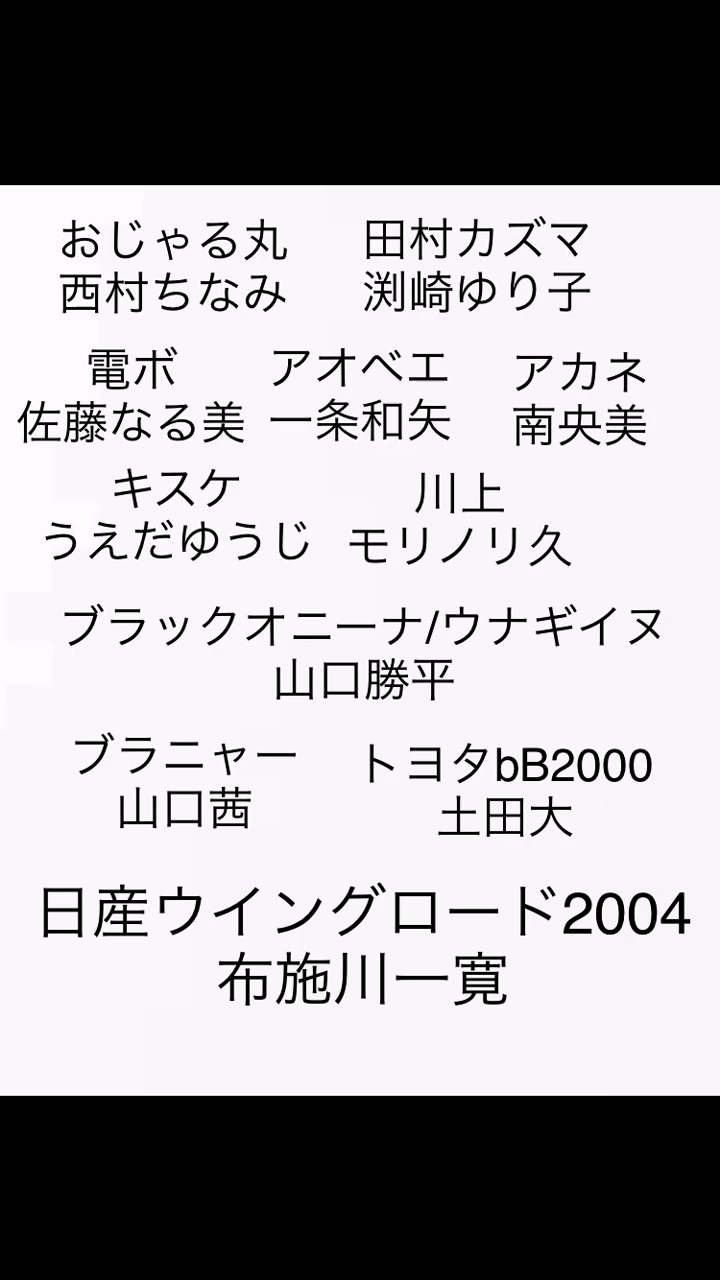 おじゃる丸 田村カズマ
西村ちなみ 渕崎ゆり子
電ボ アオベエ アカネ
佐藤なる美 一条和矢 南央美
キスケ 川上
うえだゆうじ モリノリ久
ブラックオニーナ/ウナギイヌ
山口勝平
ブラニャー トヨタbB2000
山口茜 土田大
日産ウイングロード2004
布施川一寛